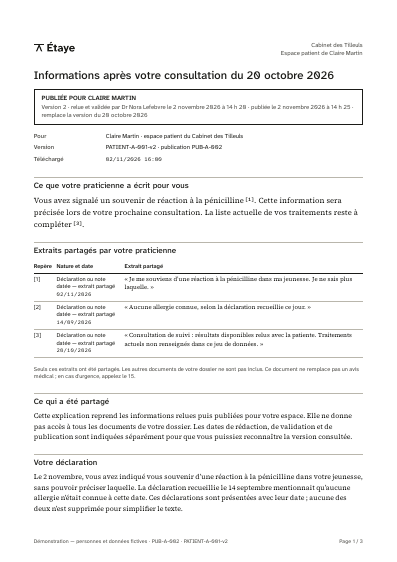 Étaye
Cabinet des Tilleuls
Espace patient de Claire Martin
Informations après votre consultation du 20 octobre 2026
PUBLIÉE POUR CLAIRE MARTIN
Version 2 · relue et validée par Dr Nora Lefebvre le 2 novembre 2026 à 14 h 20 · publiée le 2 novembre 2026 à 14 h 25 ·
remplace la version du 20 octobre 2026
Pour Claire Martin · espace patient du Cabinet des Tilleuls
Version PATIENT-A-001-v2 · publication PUB-A-002
Téléchargé 02/11/2026 16:00
Ce que votre praticienne a écrit pour vous
Vous avez signalé un souvenir de réaction à la pénicilline [1]. Cette information sera
précisée lors de votre prochaine consultation. La liste actuelle de vos traitements reste à
compléter [3].
Extraits partagés par votre praticienne
Repère Nature et date Extrait partagé
[1] Déclaration ou note « Je me souviens d'une réaction à la pénicilline dans ma jeunesse. Je ne sais plus
datée — extrait partagé laquelle. »
02/11/2026
[2] Déclaration ou note « Aucune allergie connue, selon la déclaration recueillie ce jour. »
datée — extrait partagé
14/09/2026
[3] Déclaration ou note « Consultation de suivi : résultats disponibles relus avec la patiente. Traitements
datée — extrait partagé actuels non renseignés dans ce jeu de données. »
20/10/2026
Seuls ces extraits ont été partagés. Les autres documents de votre dossier ne sont pas inclus. Ce document ne remplace pas un avis
médical ; en cas d'urgence, appelez le 15.
Ce qui a été partagé
Cette explication reprend les informations relues puis publiées pour votre espace. Elle ne donne
pas accès à tous les documents de votre dossier. Les dates de rédaction, de validation et de
publication sont indiquées séparément pour que vous puissiez reconnaître la version consultée.
Votre déclaration
Le 2 novembre, vous avez indiqué vous souvenir d'une réaction à la pénicilline dans votre jeunesse,
sans pouvoir préciser laquelle. La déclaration recueillie le 14 septembre mentionnait qu'aucune
allergie n'était connue à cette date. Ces déclarations sont présentées avec leur date ; aucune des
deux n'est supprimée pour simplifier le texte.
Démonstration — personnes et données fictives · PUB-A-002 · PATIENT-A-001-v2 Page 1 / 3